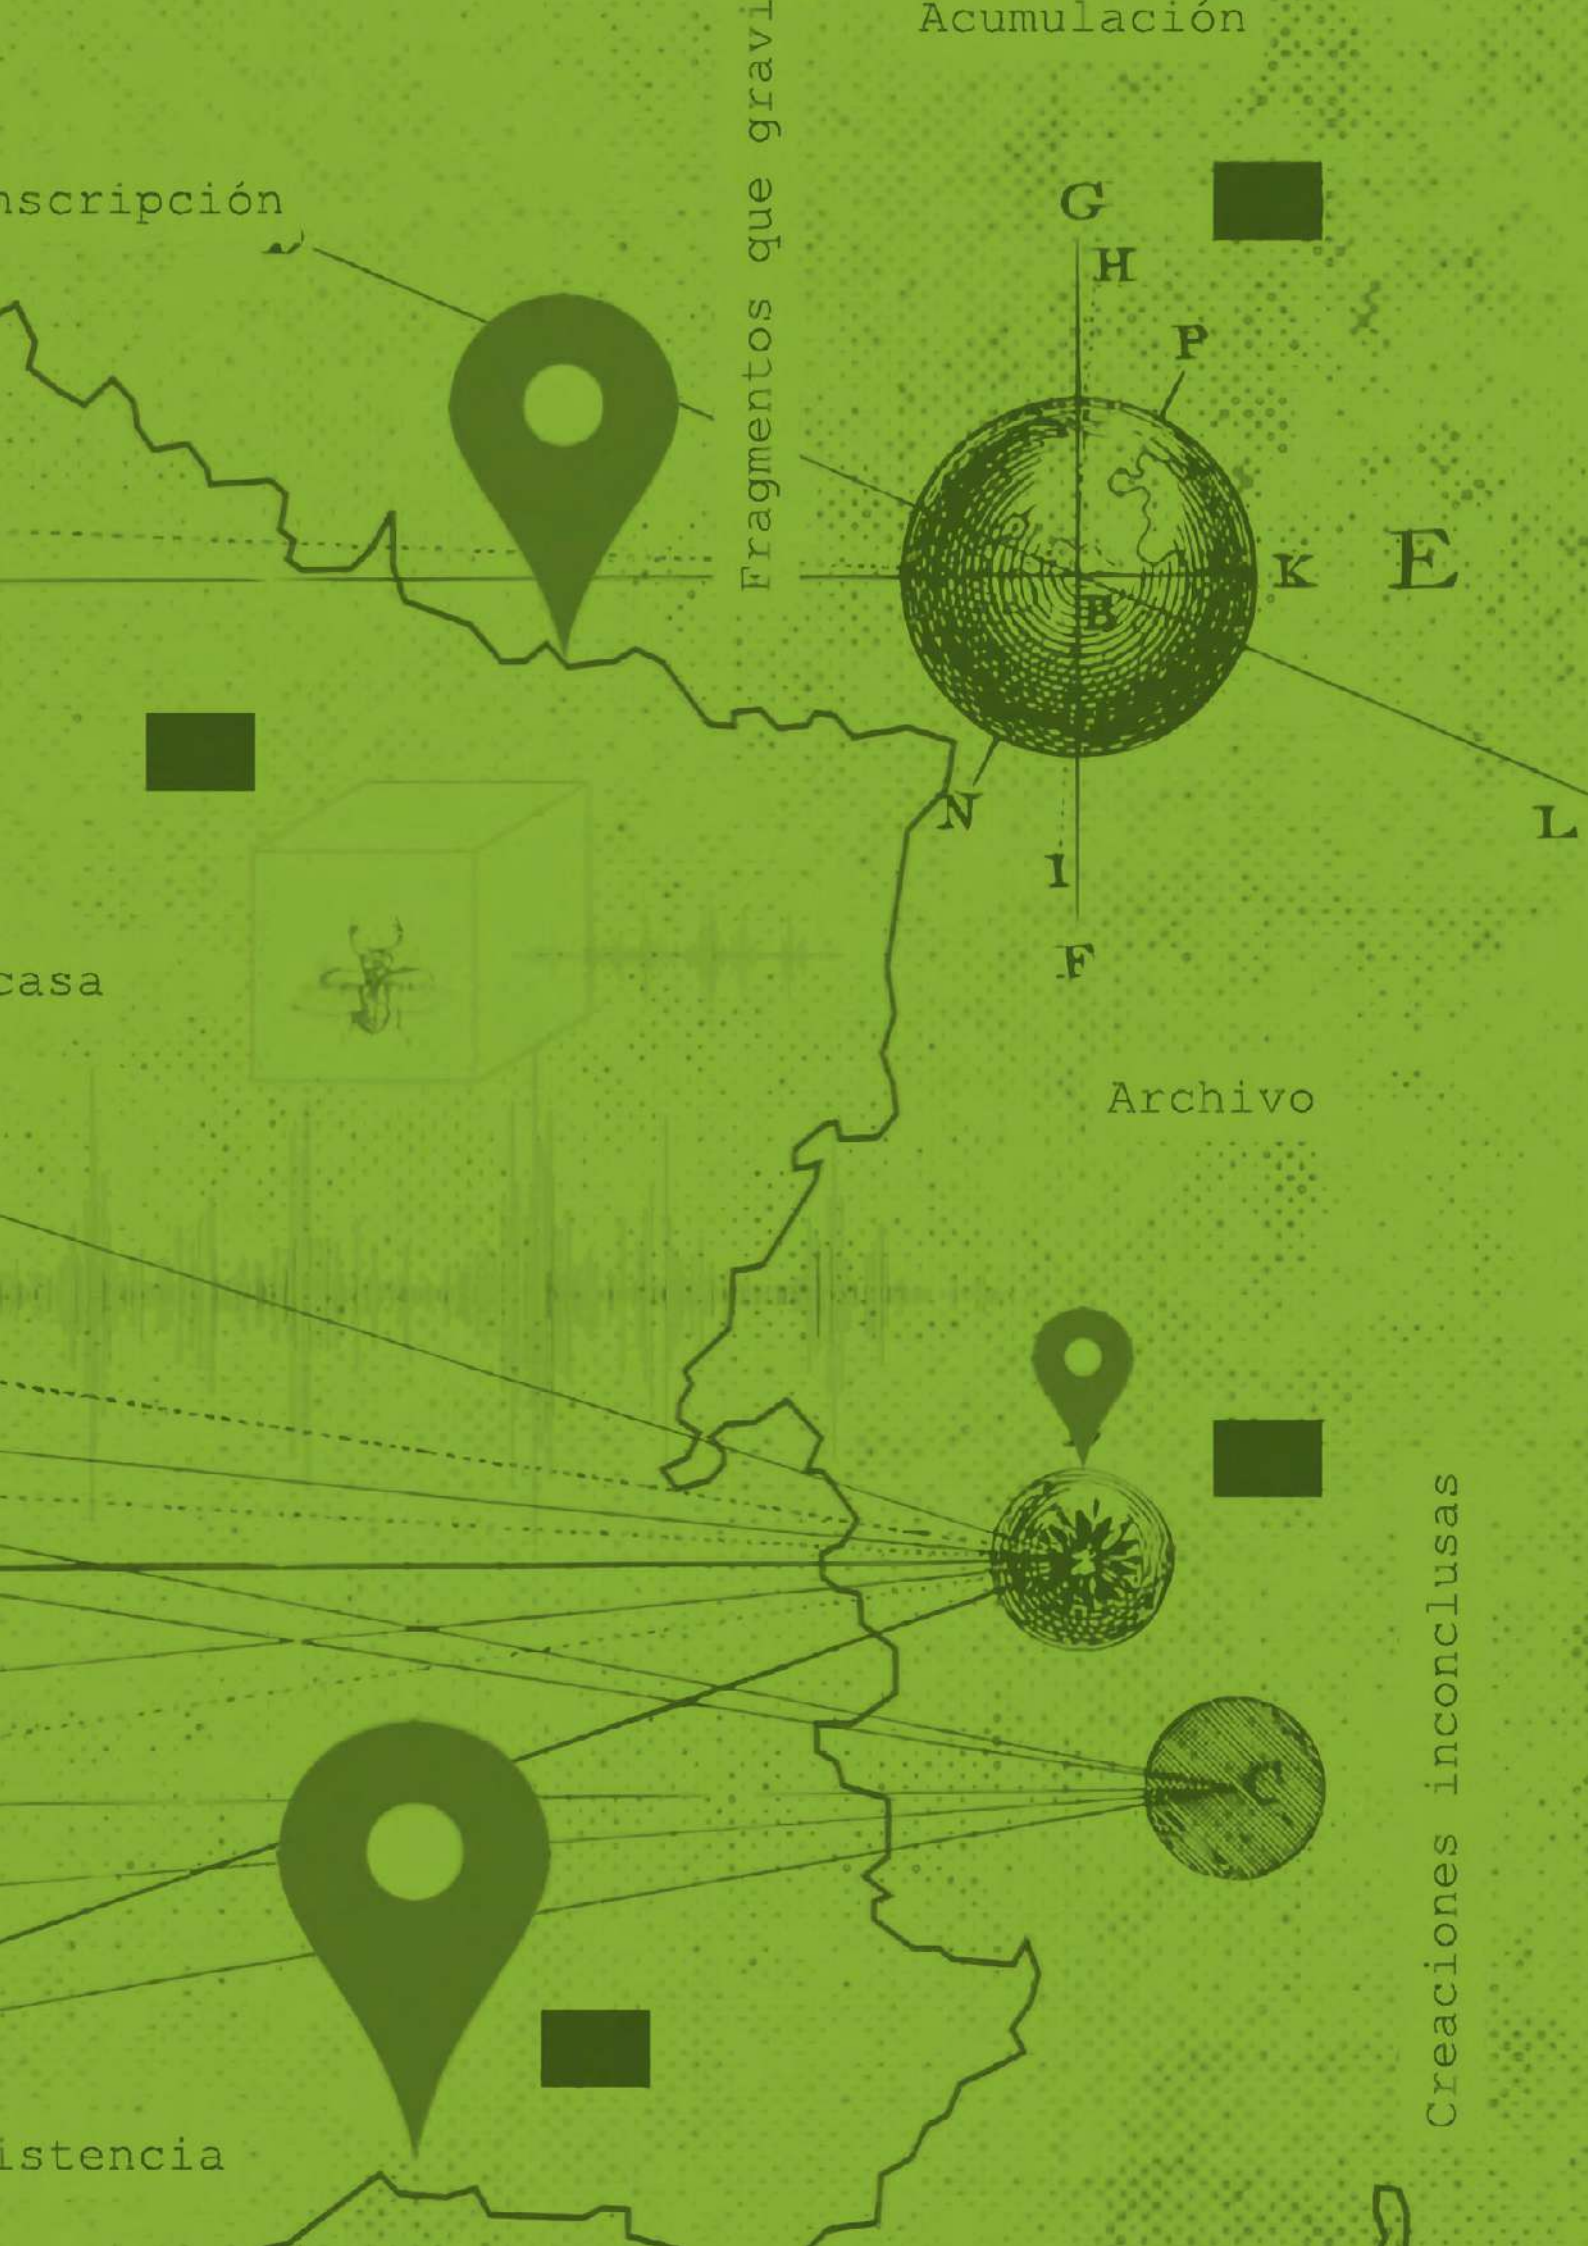 Acumulación
Fragmentos que gravi
nscripción
G
H
P
K
E
B
N
L
I
F
casa
Archivo
C
Creaciones inconclusas
istencia